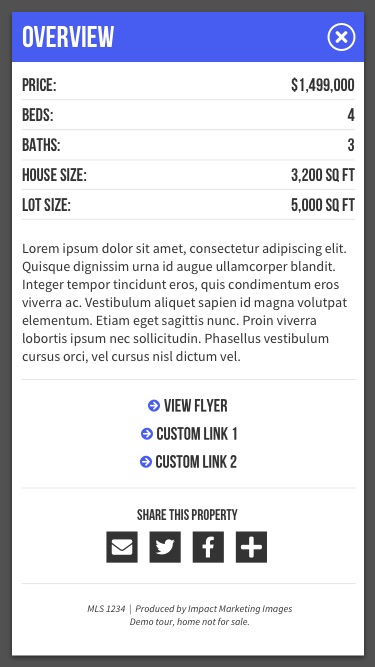 OVERVIEW
PRICE: $1,499,000
BEDS: 4
BATHS: 3
HOUSE SIZE: 3,200 SQ FT
LOT SIZE: 5,000 SQ FT
Lorem ipsum dolor sit amet, consectetur adipiscing elit.
Quisque dignissim urna id augue ullamcorper blandit.
Integer tempor tincidunt eros, quis condimentum eros
viverra ac. Vestibulum aliquet sapien id magna volutpat
elementum. Etiam eget sagittis nunc. Proin viverra
lobortis ipsum nec sollicitudin. Phasellus vestibulum
cursus orci, vel cursus nisl dictum vel.
VIEW FLYER
CUSTOM LINK 1
CUSTOM LINK 2
SHARE THIS PROPERTY
MLS 1234 | Produced by Impact Marketing Images
Demo tour, home not for sale.